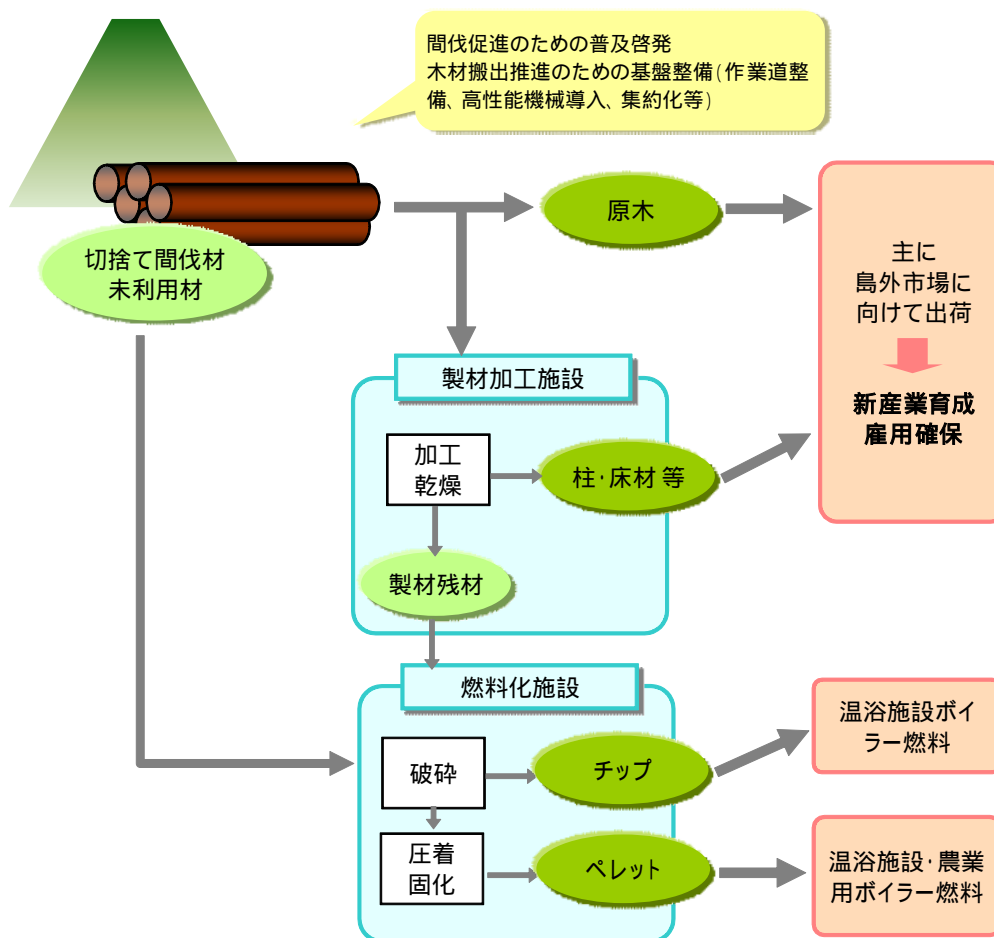 間伐促進のための普及啓発
木材搬出推進のための基盤整備(作業道整
備、高性能機械導入、集約化等)
原木
切捨て間伐材
未利用材
主に
島外市場に
向けて出荷
新産業育成
雇用確保
製材加工施設
加工
乾燥
柱・床材 等
製材残材
燃料化施設
破砕
チップ
温浴施設ボイ
ラー燃料
圧着
固化
ペレット
温浴施設・農業
用ボイラー燃料